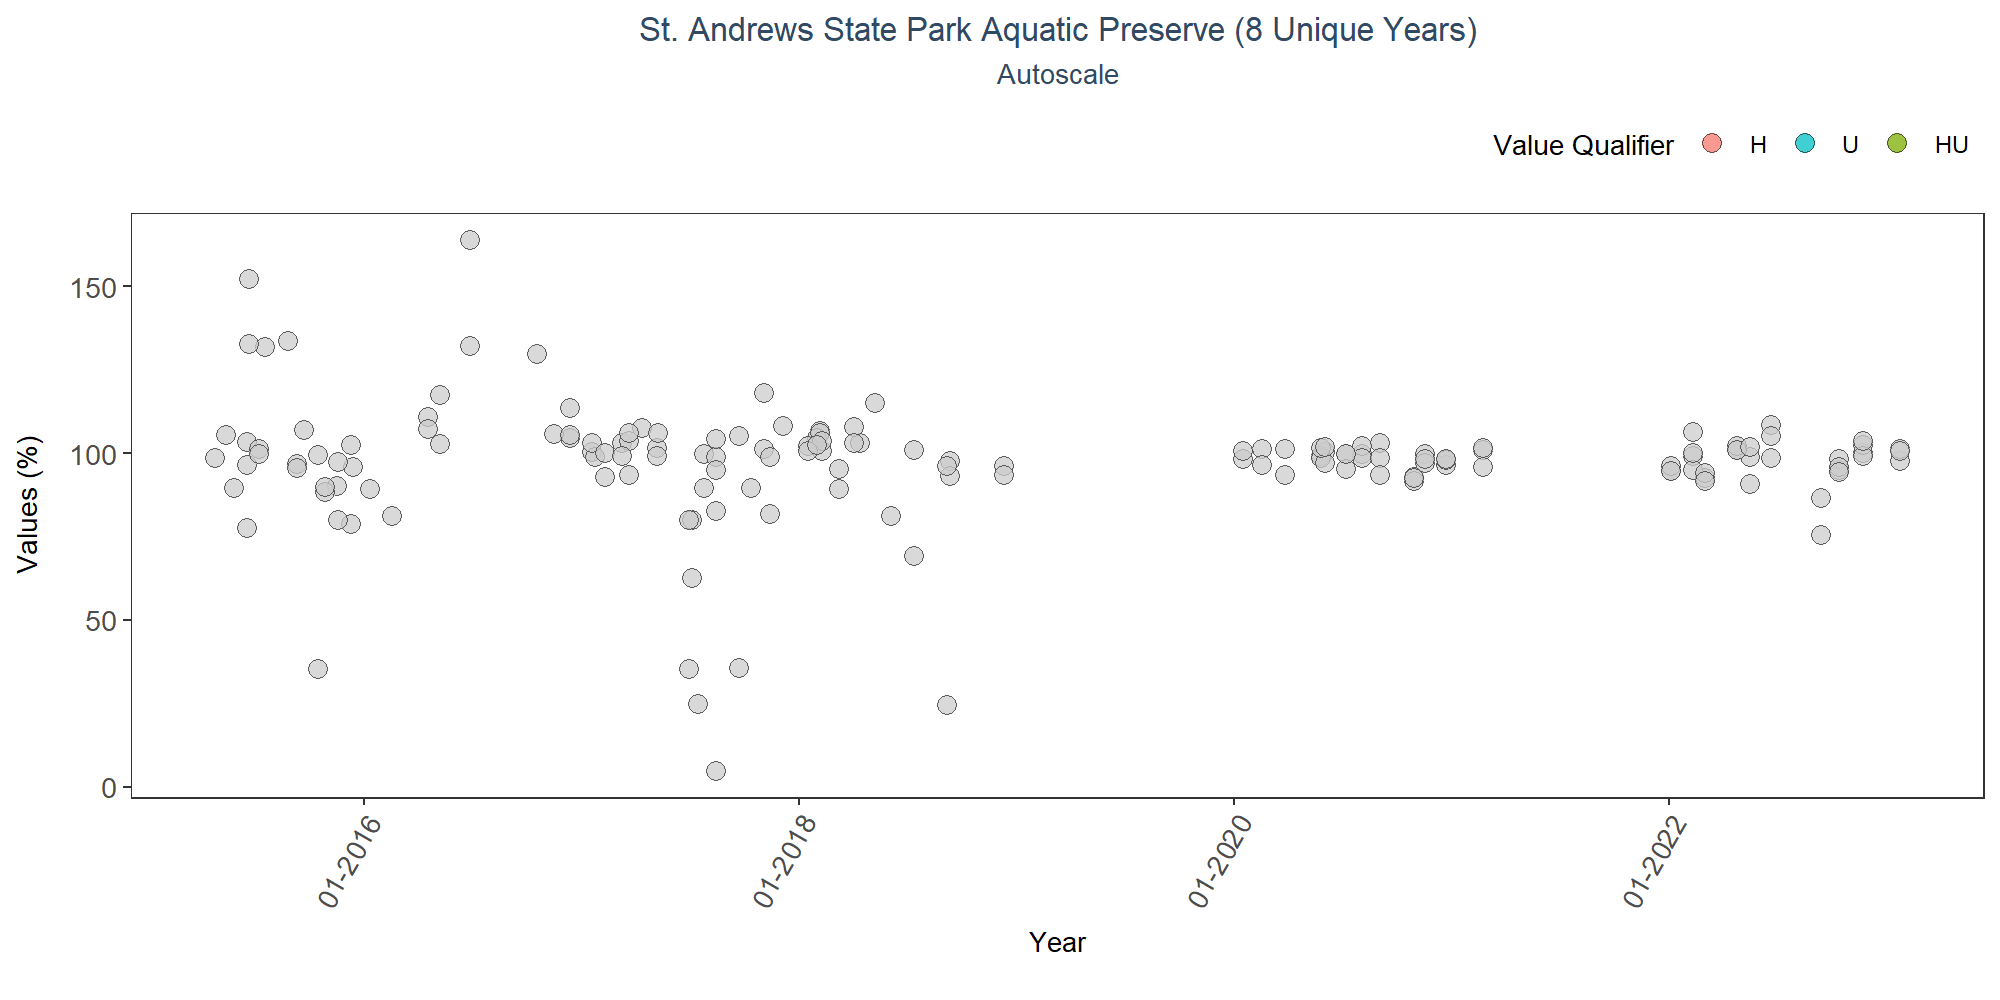 St. Andrews State Park Aquatic Preserve (8 Unique Years)
Autoscale
Value Qualifier H U HU
Values (%)
150
100
50
0
01-2016 01-2018 01-2020 01-2022
Year